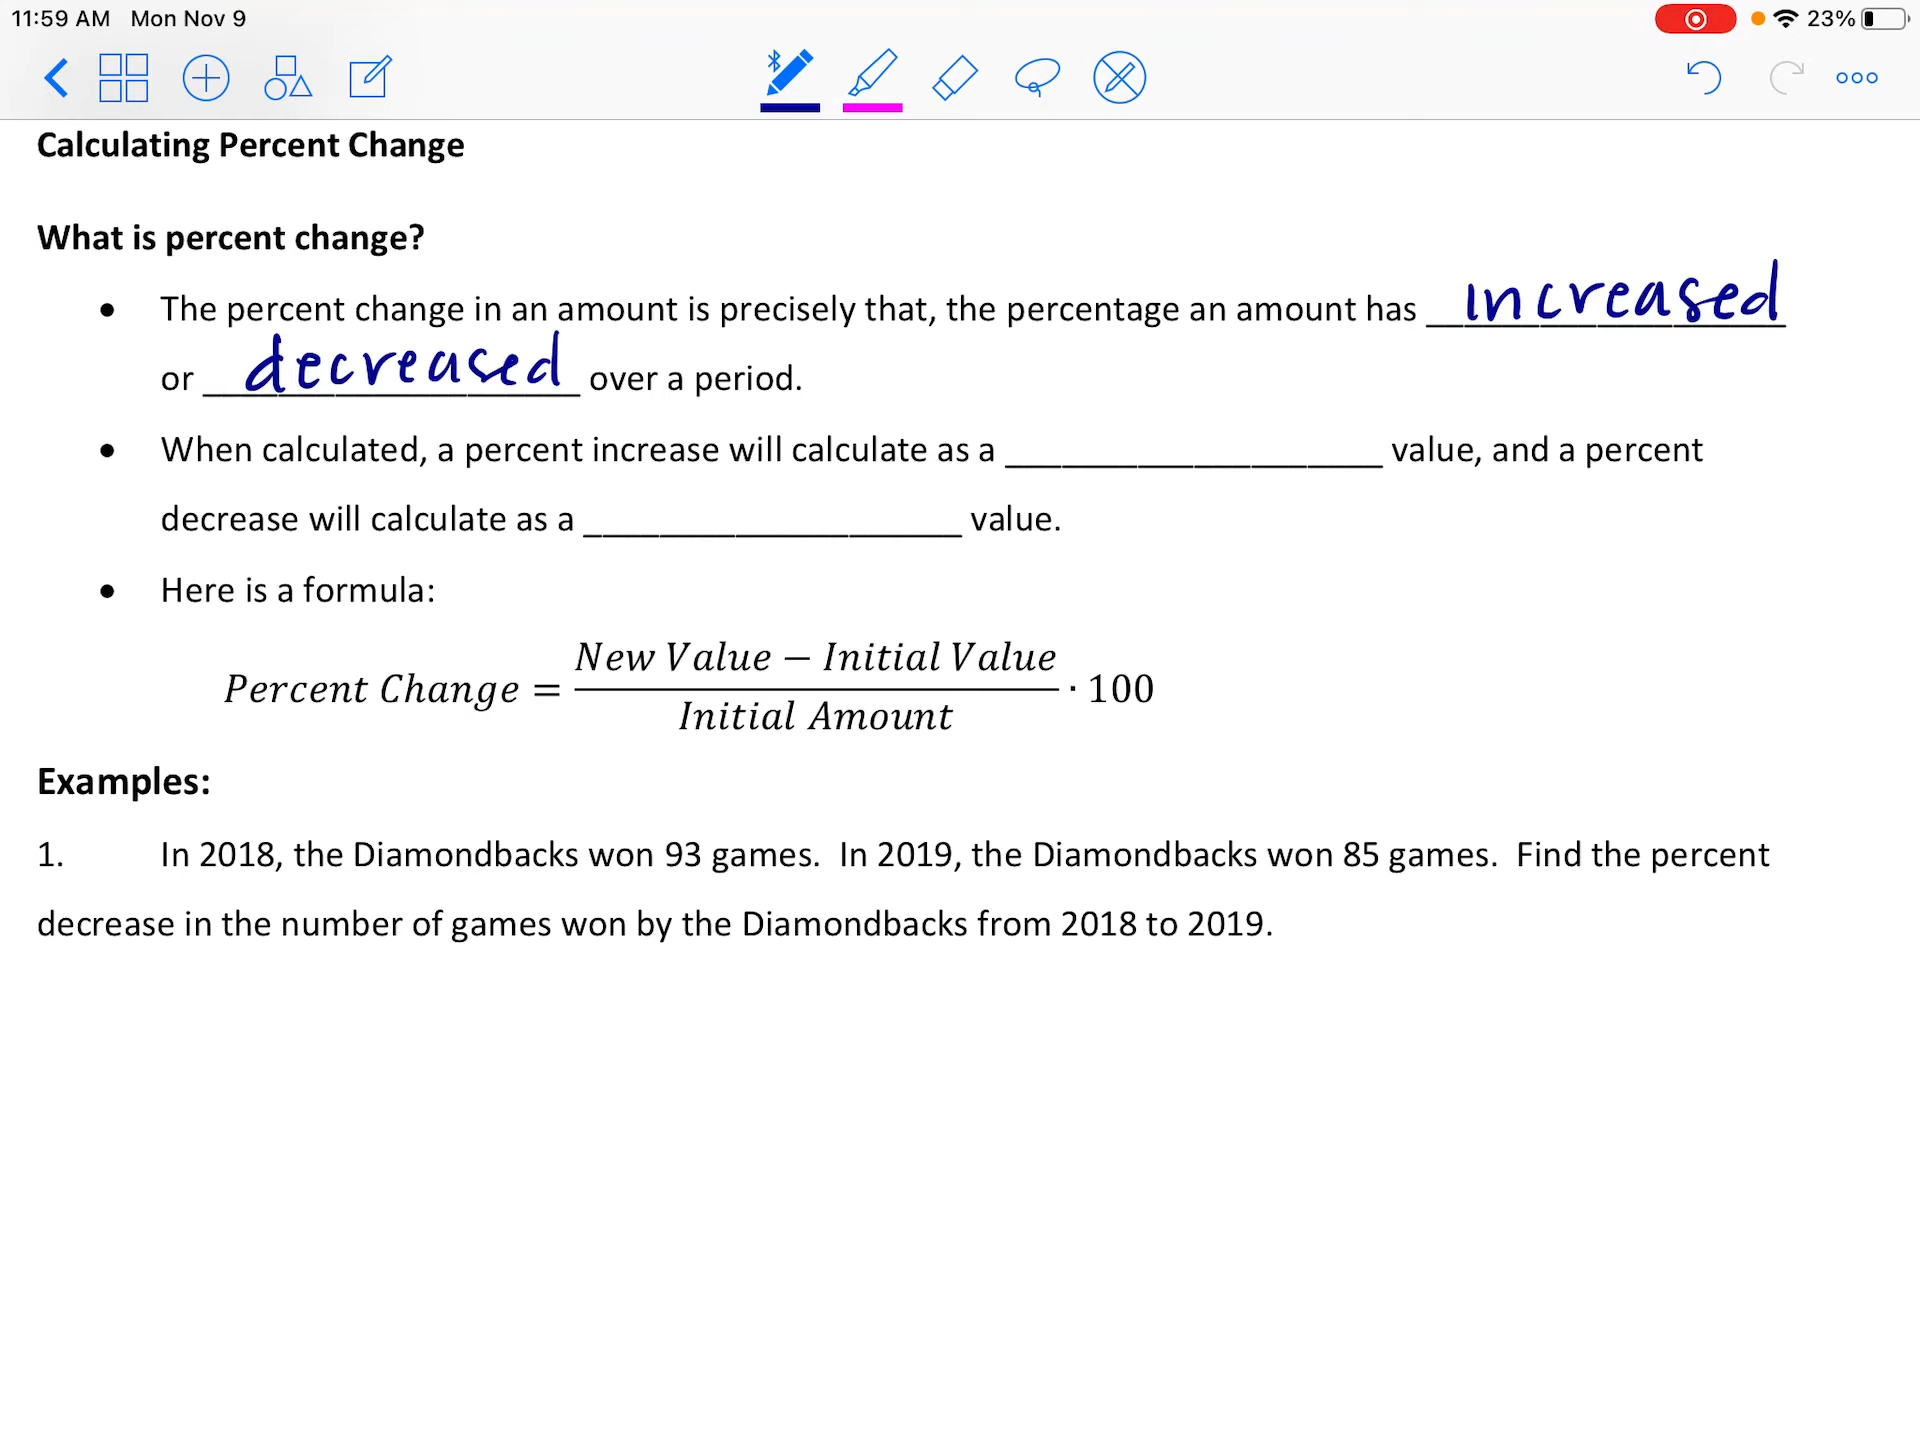 11:59 AM Mon Nov 9 23%
Calculating Percent Change
What is percent change?
• The percent change in an amount is precisely that, the percentage an amount has increased
or decreased over a period.
• When calculated, a percent increase will calculate as a ____________________ value, and a percent
decrease will calculate as a ____________________ value.
• Here is a formula:
New Value − Initial Value
Percent Change = ⸻ · 100
Initial Amount
Examples:
1. In 2018, the Diamondbacks won 93 games. In 2019, the Diamondbacks won 85 games. Find the percent
decrease in the number of games won by the Diamondbacks from 2018 to 2019.